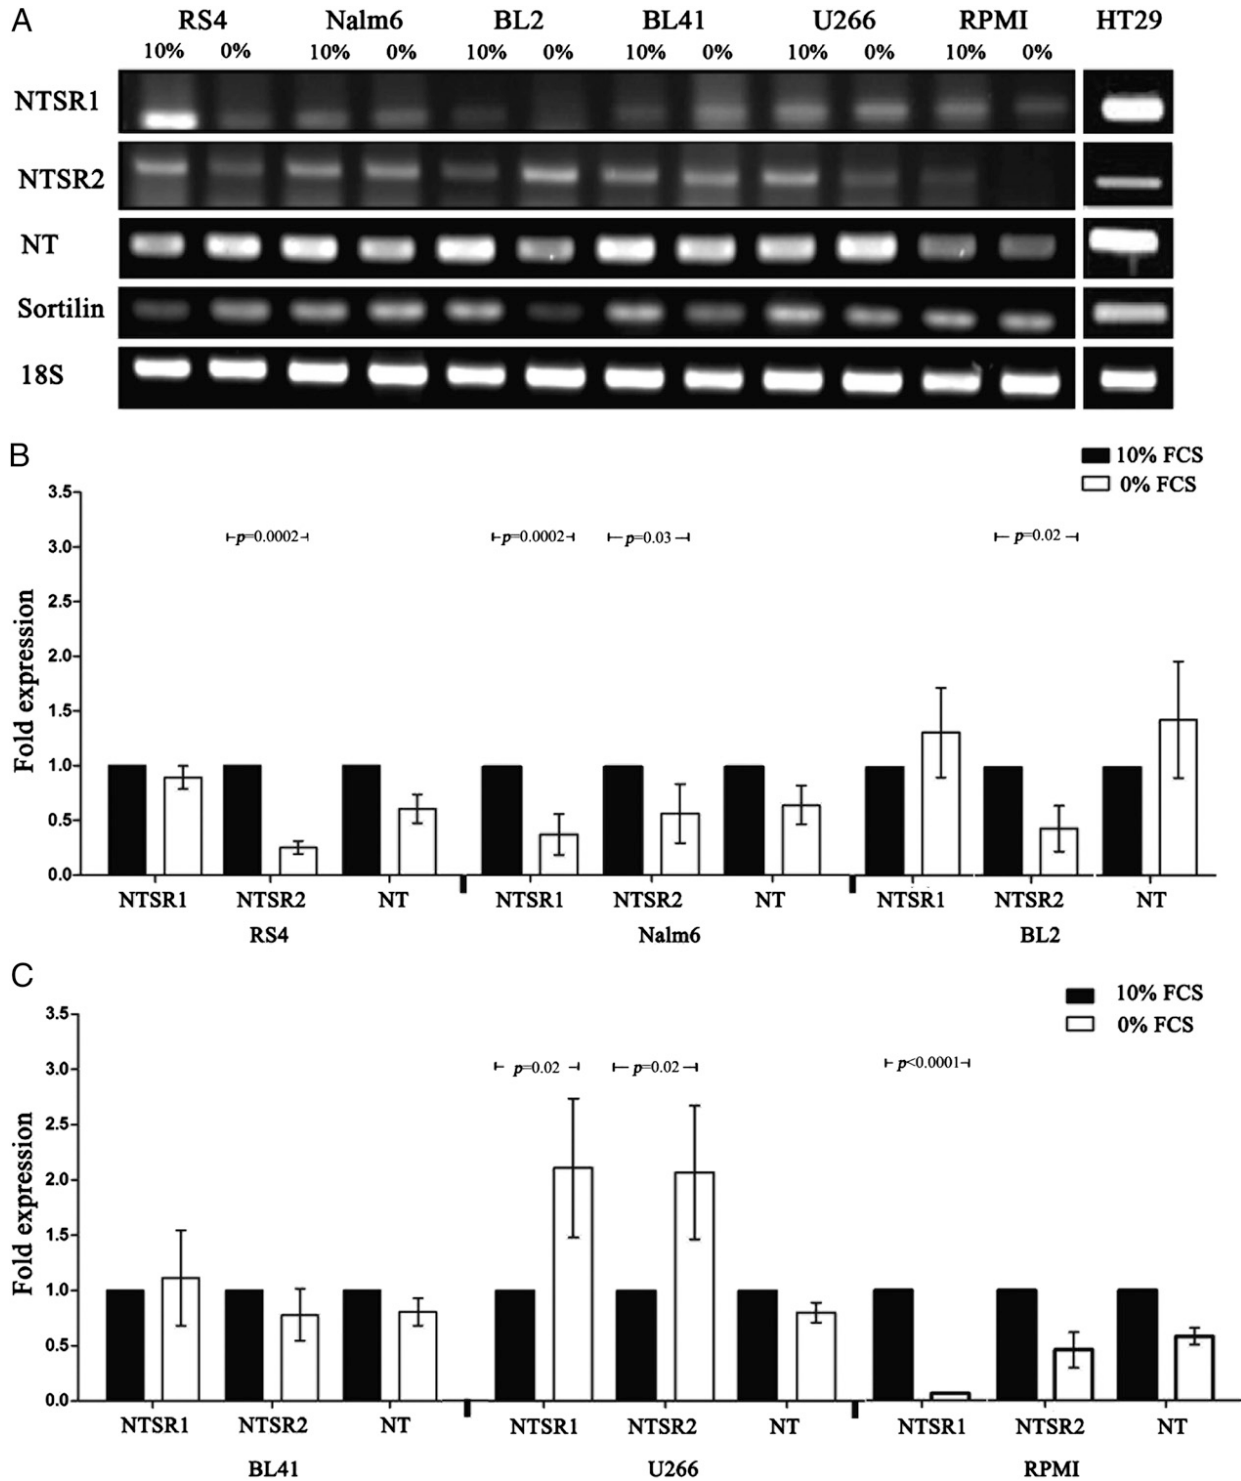 A
RS4 Nalm6 BL2 BL41 U266 RPMI HT29
10% 0% 10% 0% 10% 0% 10% 0% 10% 0% 10% 0%
NTSR1
NTSR2
NT
Sortilin
18S
B
10% FCS
0% FCS
3.5
3.0
2.5
2.0
1.5
1.0
0.5
0.0
Fold expression
p=0.0002 p=0.0002 p=0.03 p=0.02
NTSR1 NTSR2 NT NTSR1 NTSR2 NT NTSR1 NTSR2 NT
RS4 Nalm6 BL2
C
10% FCS
0% FCS
3.5
3.0
2.5
2.0
1.5
1.0
0.5
0.0
Fold expression
p=0.02 p=0.02 p<0.0001
NTSR1 NTSR2 NT NTSR1 NTSR2 NT NTSR1 NTSR2 NT
BL41 U266 RPMI